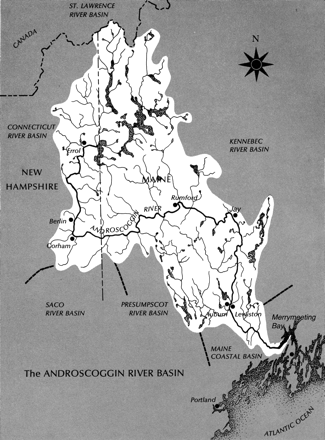 ST. LAWRENCE
RIVER BASIN
CANADA
N
CONNECTICUT
RIVER BASIN
KENNEBEC
RIVER BASIN
Errol
NEW
HAMPSHIRE
MAINE
Rumford
Jay
Berlin
ANDROSCOGGIN RIVER
Gorham
SACO
RIVER BASIN
PRESUMPSCOT
RIVER BASIN
Auburn
Lewiston
Merrymeeting
Bay
MAINE
COASTAL BASIN
The ANDROSCOGGIN RIVER BASIN
Portland
ATLANTIC OCEAN